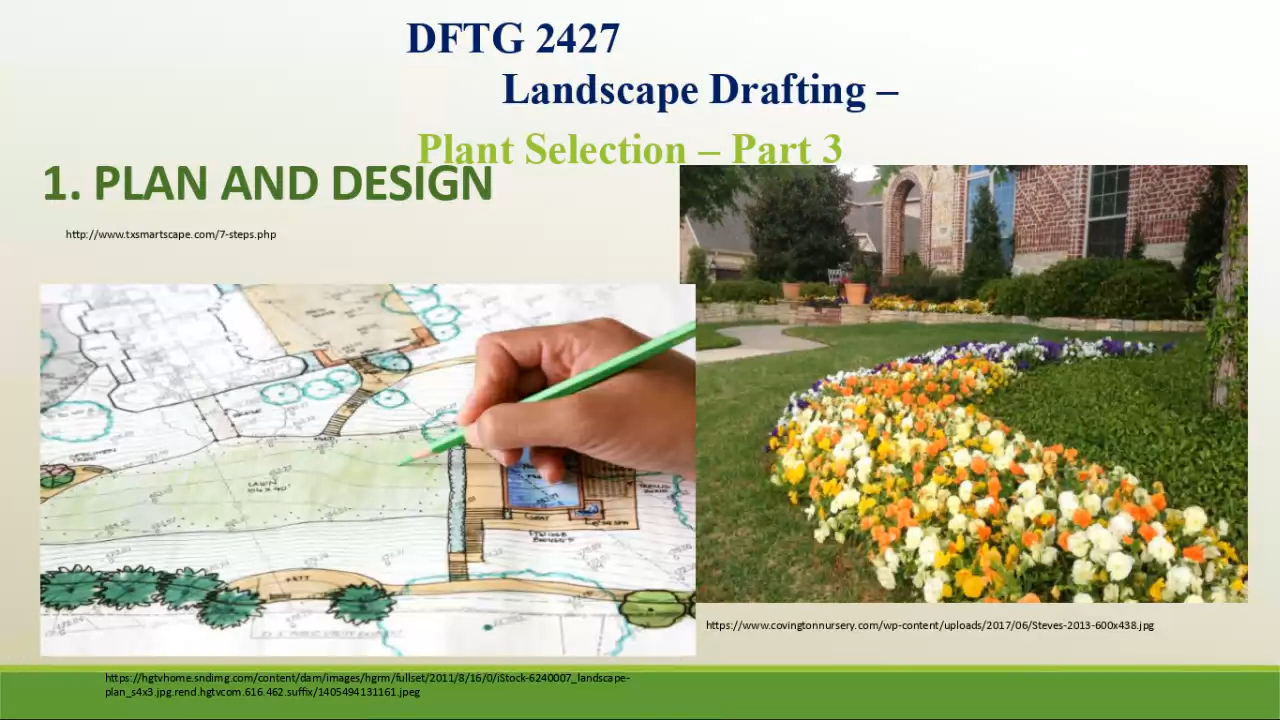 DFTG 2427
Landscape Drafting –
Plant Selection – Part 3
1. PLAN AND DESIGN
http://www.txsmartscape.com/7-steps.php
LAWN
https://www.covingtonnursery.com/wp-content/uploads/2017/06/Steves-2013-600x438.jpg
https://hgtvhome.sndimg.com/content/dam/images/hgrm/fullset/2011/8/16/0/iStock-6240007_landscape-
plan_s4x3.jpg.rend.hgtvcom.616.462.suffix/1405494131161.jpeg